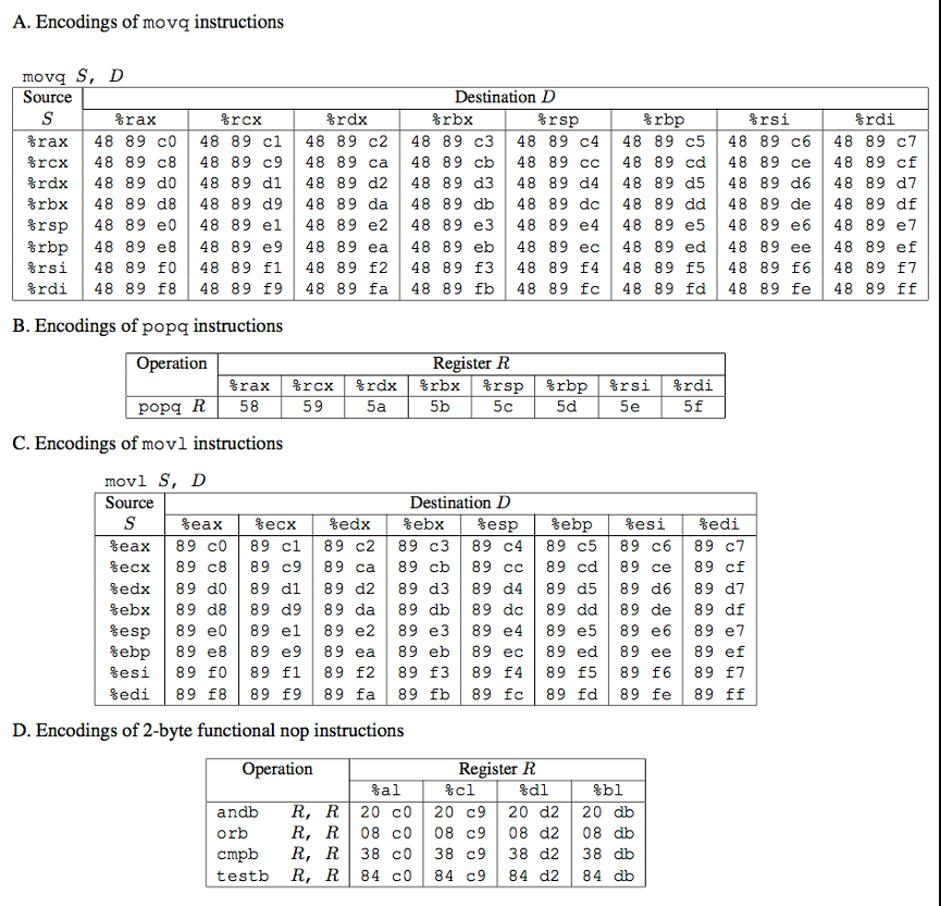 A. Encodings of movq instructions
movq S, D
Source Destination D
S %rax %rcx %rdx %rbx %rsp %rbp %rsi %rdi
%rax 48 89 c0 48 89 c1 48 89 c2 48 89 c3 48 89 c4 48 89 c5 48 89 c6 48 89 c7
%rcx 48 89 c8 48 89 c9 48 89 ca 48 89 cb 48 89 cc 48 89 cd 48 89 ce 48 89 cf
%rdx 48 89 d0 48 89 d1 48 89 d2 48 89 d3 48 89 d4 48 89 d5 48 89 d6 48 89 d7
%rbx 48 89 d8 48 89 d9 48 89 da 48 89 db 48 89 dc 48 89 dd 48 89 de 48 89 df
%rsp 48 89 e0 48 89 e1 48 89 e2 48 89 e3 48 89 e4 48 89 e5 48 89 e6 48 89 e7
%rbp 48 89 e8 48 89 e9 48 89 ea 48 89 eb 48 89 ec 48 89 ed 48 89 ee 48 89 ef
%rsi 48 89 f0 48 89 f1 48 89 f2 48 89 f3 48 89 f4 48 89 f5 48 89 f6 48 89 f7
%rdi 48 89 f8 48 89 f9 48 89 fa 48 89 fb 48 89 fc 48 89 fd 48 89 fe 48 89 ff
B. Encodings of popq instructions
Operation Register R
%rax %rcx %rdx %rbx %rsp %rbp %rsi %rdi
popq R 58 59 5a 5b 5c 5d 5e 5f
C. Encodings of movl instructions
movl S, D
Source Destination D
S %eax %ecx %edx %ebx %esp %ebp %esi %edi
%eax 89 c0 89 c1 89 c2 89 c3 89 c4 89 c5 89 c6 89 c7
%ecx 89 c8 89 c9 89 ca 89 cb 89 cc 89 cd 89 ce 89 cf
%edx 89 d0 89 d1 89 d2 89 d3 89 d4 89 d5 89 d6 89 d7
%ebx 89 d8 89 d9 89 da 89 db 89 dc 89 dd 89 de 89 df
%esp 89 e0 89 e1 89 e2 89 e3 89 e4 89 e5 89 e6 89 e7
%ebp 89 e8 89 e9 89 ea 89 eb 89 ec 89 ed 89 ee 89 ef
%esi 89 f0 89 f1 89 f2 89 f3 89 f4 89 f5 89 f6 89 f7
%edi 89 f8 89 f9 89 fa 89 fb 89 fc 89 fd 89 fe 89 ff
D. Encodings of 2-byte functional nop instructions
Operation Register R
%al %cl %dl %bl
andb R, R 20 c0 20 c9 20 d2 20 db
orb R, R 08 c0 08 c9 08 d2 08 db
cmpb R, R 38 c0 38 c9 38 d2 38 db
testb R, R 84 c0 84 c9 84 d2 84 db